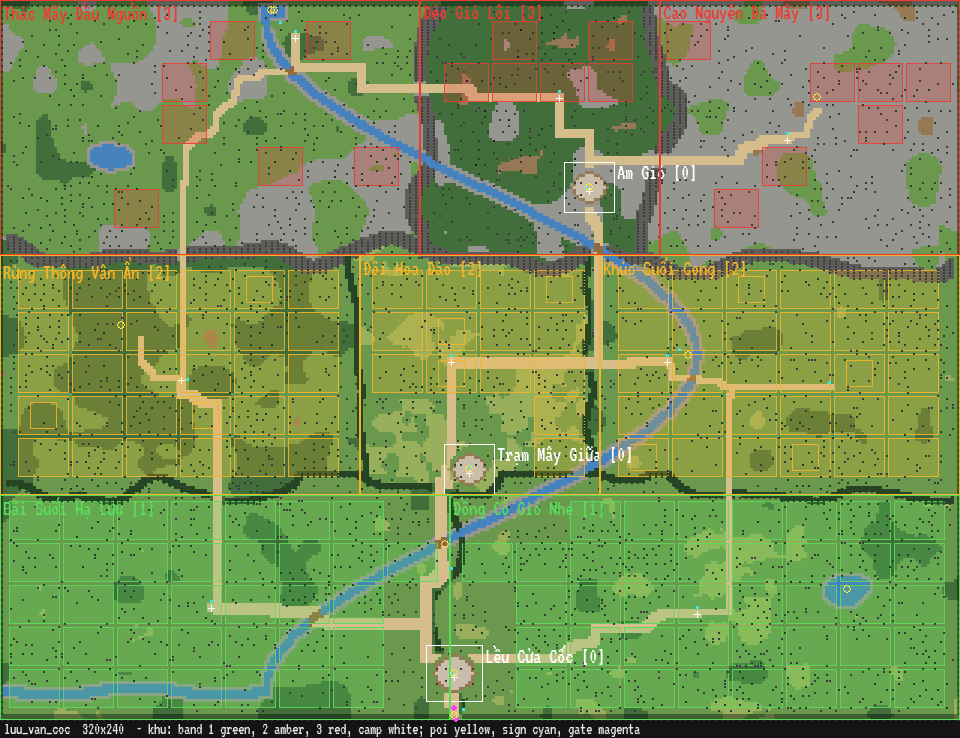 Thảo Mây Đầu Nguồn [3]
Đèo Gió Lôi [3]
Cao Nguyên Đa Mây [3]
Am Gió [0]
Rừng Thông Vân Ẩn [2]
Đồi Hoa Đào [2]
Khúc Suối Cong [2]
Trạm Mây Giữa [0]
Bãi Suối Hạ Lưu [1]
Đồng Cỏ Gió Nhẹ [1]
Lều Cửa Cốc [0]
luu_van_coc 320x240 - khu: band 1 green, 2 amber, 3 red, camp white; poi yellow, sign cyan, gate magenta